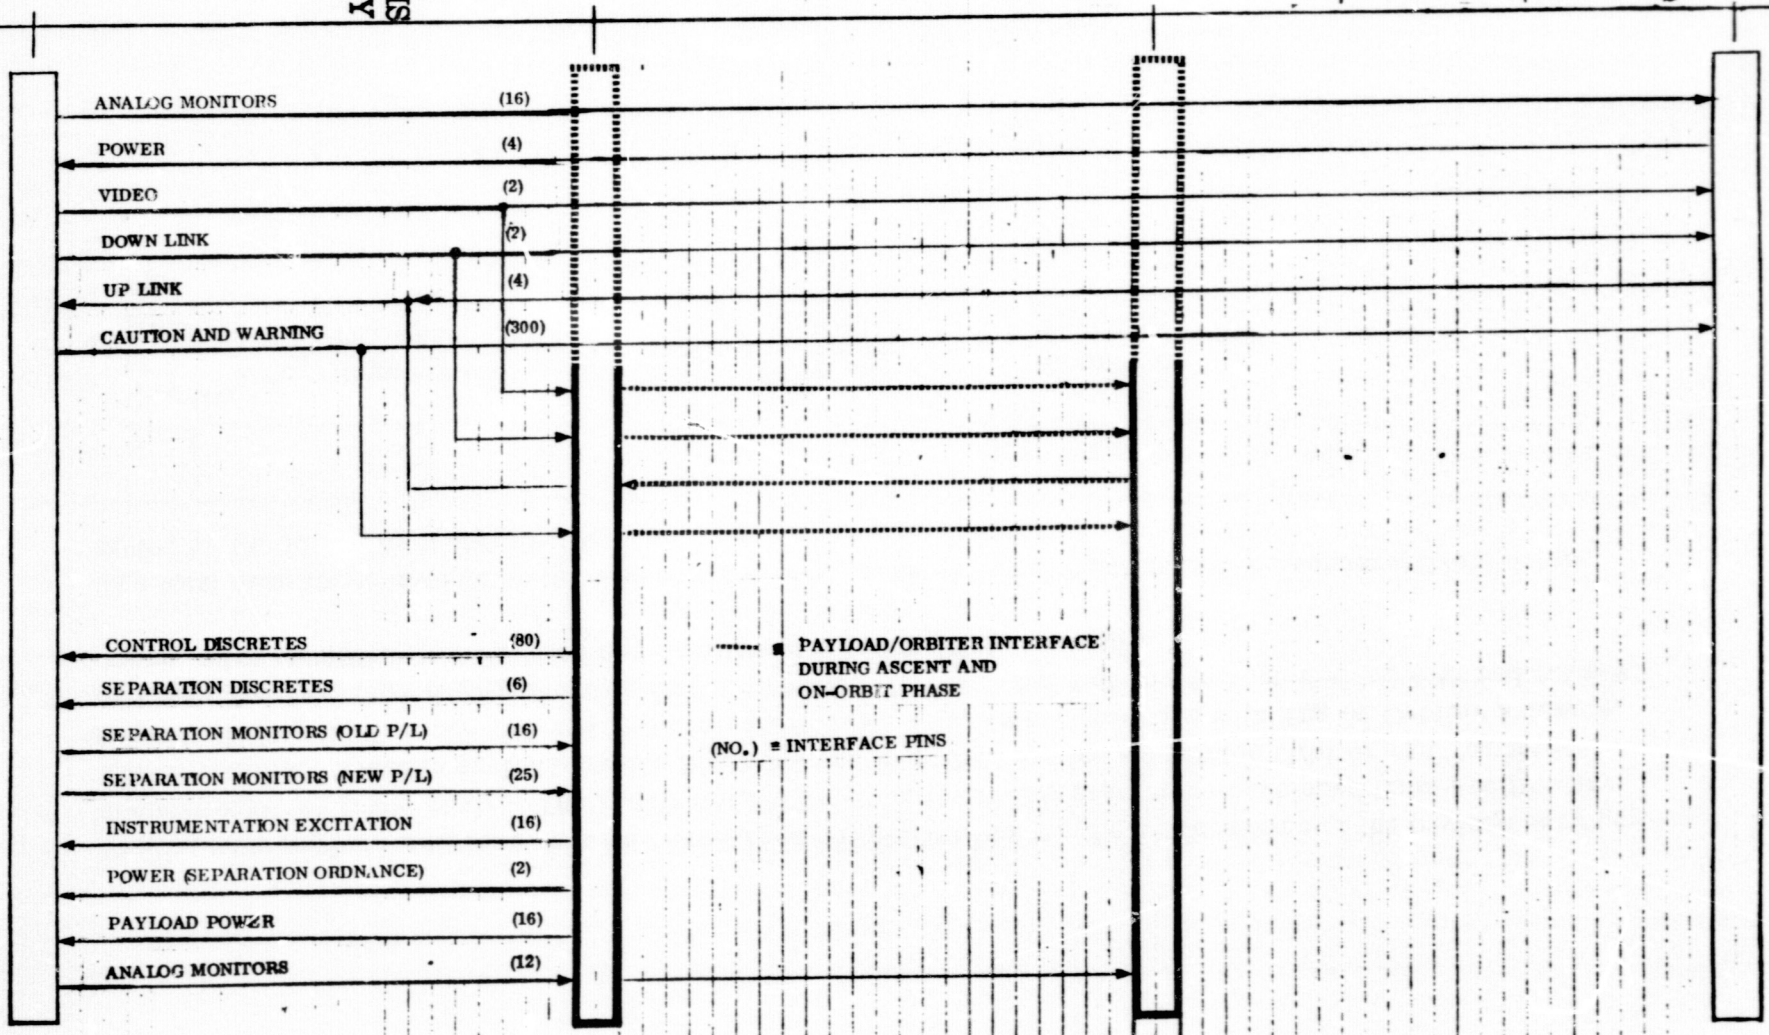 ANALOG MONITORS (16)
POWER (4)
VIDEO (2)
DOWN LINK (2)
UP LINK (4)
CAUTION AND WARNING (300)
CONTROL DISCRETES (80)
SEPARATION DISCRETES (6)
SEPARATION MONITORS (OLD P/L) (16)
SEPARATION MONITORS (NEW P/L) (25)
INSTRUMENTATION EXCITATION (16)
POWER (SEPARATION ORDNANCE) (2)
PAYLOAD POWER (16)
ANALOG MONITORS (12)
= PAYLOAD/ORBITER INTERFACE
DURING ASCENT AND
ON-ORBIT PHASE
(NO.) = INTERFACE PINS